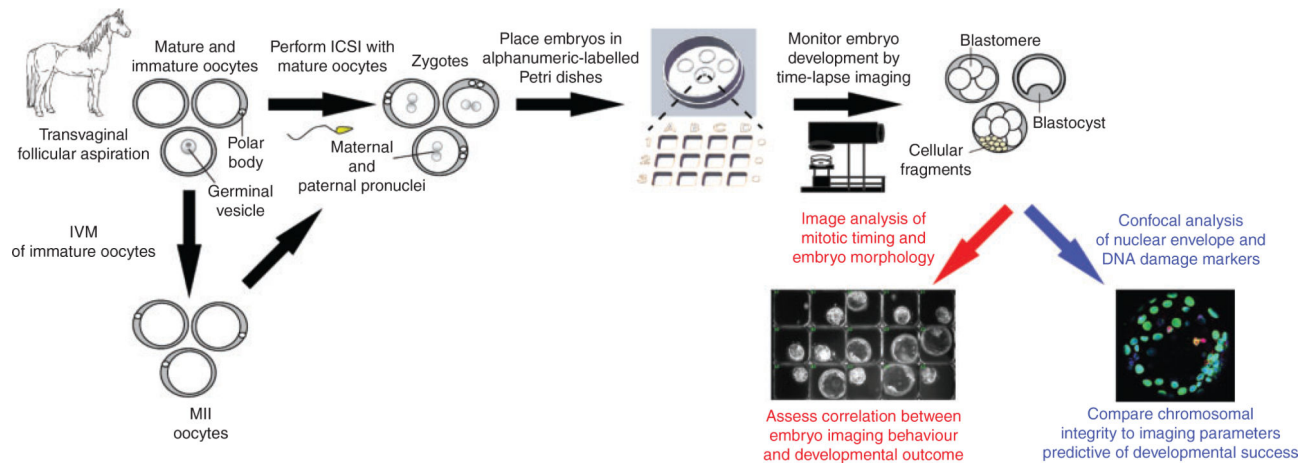 Mature and
immature oocytes
Transvaginal
follicular aspiration
Polar
body
Germinal
vesicle
IVM
of immature oocytes
MII
oocytes
Perform ICSI with
mature oocytes
Zygotes
Maternal
and
paternal pronuclei
Place embryos in
alphanumeric-labelled
Petri dishes
A B C D
1
2
3
Monitor embryo
development by
time-lapse imaging
Blastomere
Blastocyst
Cellular
fragments
Image analysis of
mitotic timing and
embryo morphology
Assess correlation between
embryo imaging behaviour
and developmental outcome
Confocal analysis
of nuclear envelope and
DNA damage markers
Compare chromosomal
integrity to imaging parameters
predictive of developmental success